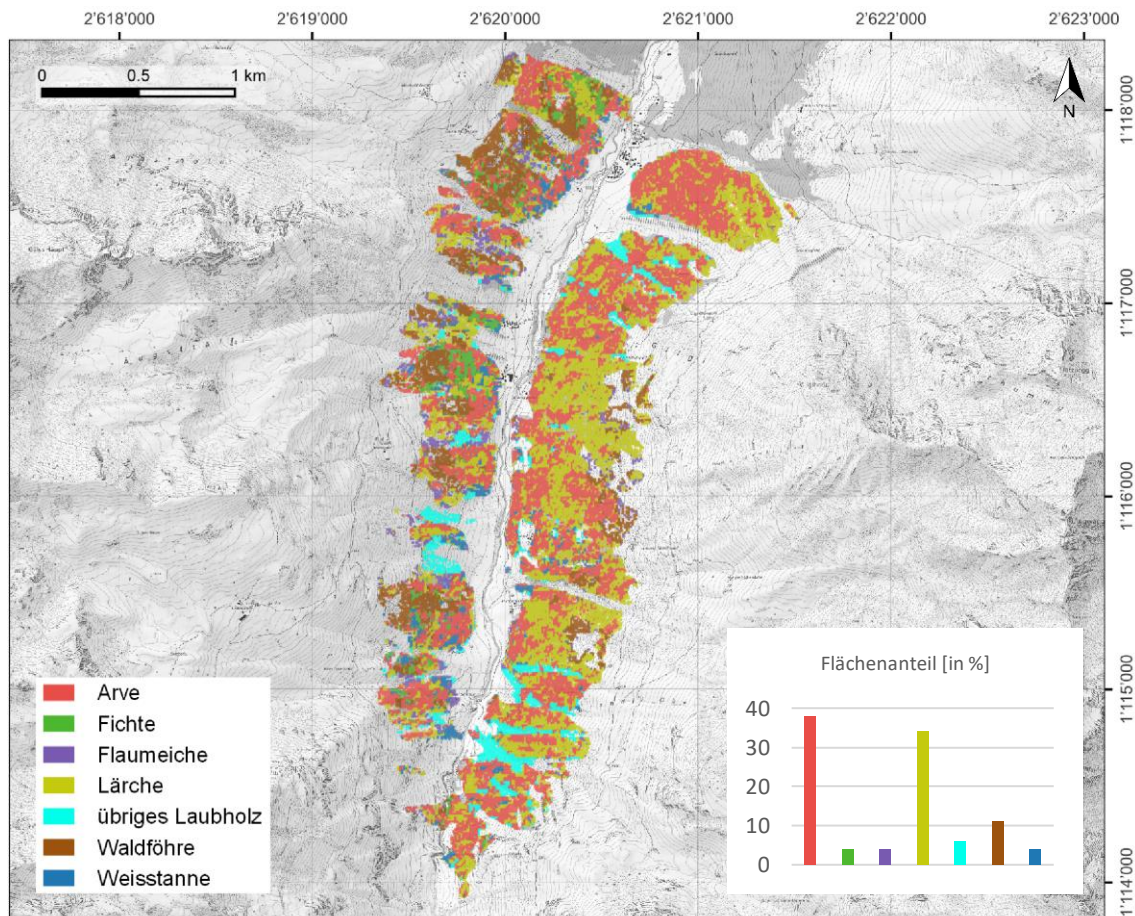 2'618'000 2'619'000 2'620'000 2'621'000 2'622'000 2'623'000
0 0.5 1 km
N
1'118'000
1'117'000
1'116'000
1'115'000
1'114'000
Arve
Fichte
Flaumeiche
Lärche
übriges Laubholz
Waldföhre
Weisstanne
Flächenanteil [in %]
40
30
20
10
0